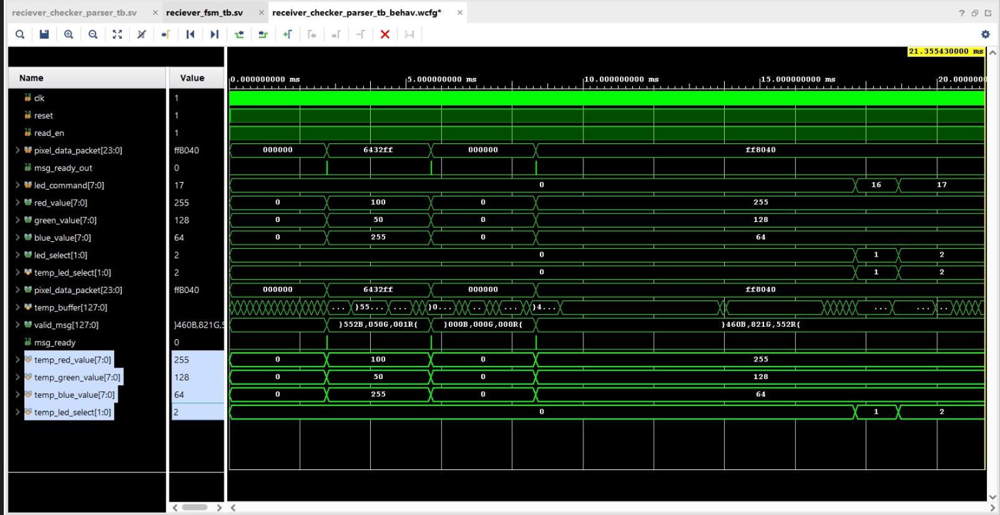 reciever_checker_parser_tb.sv × reciever_fsm_tb.sv × receiver_checker_parser_tb_behav.wcfg* ×
21.355430000 ms
Name Value 0.000000000 ms 5.000000000 ms 10.000000000 ms 15.000000000 ms 20.0000000
clk 1
reset 1
read_en 1
pixel_data_packet[23:0] ff8040 000000 6432ff 000000 ff8040
msg_ready_out 0
led_command[7:0] 17 0 16 17
red_value[7:0] 255 0 100 0 255
green_value[7:0] 128 0 50 0 128
blue_value[7:0] 64 0 255 0 64
led_select[1:0] 2 0 1 2
temp_led_select[1:0] 2 0 1 2
pixel_data_packet[23:0] ff8040 000000 6432ff 000000 ff8040
temp_buffer[127:0] ... }55... ... }0... .. ... }4... ... ... ..
valid_msg[127:0] }460B,821G,5 }552B,050G,001R{ }000B,000G,000R{ }460B,821G,552R{
msg_ready 0
temp_red_value[7:0] 255 0 100 0 255
temp_green_value[7:0] 128 0 50 0 128
temp_blue_value[7:0] 64 0 255 0 64
temp_led_select[1:0] 2 0 1 2